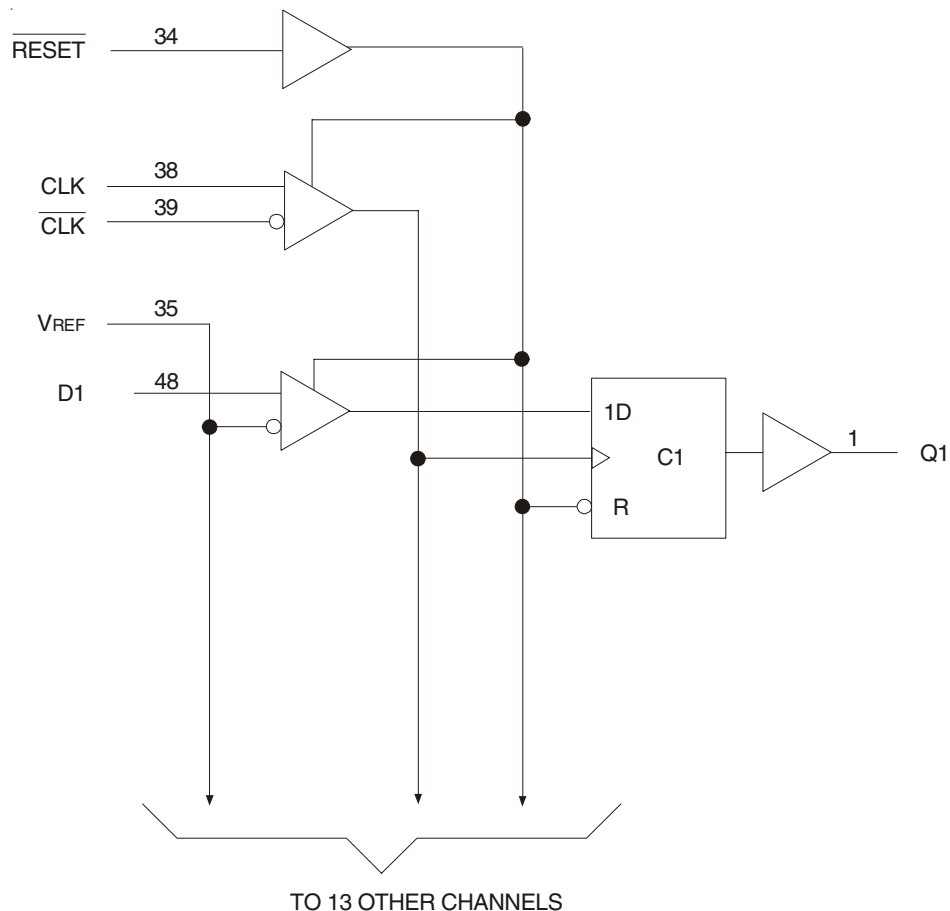 RESET
34
CLK
38
CLK
39
VREF
35
D1
48
1D
C1
R
1
Q1
TO 13 OTHER CHANNELS